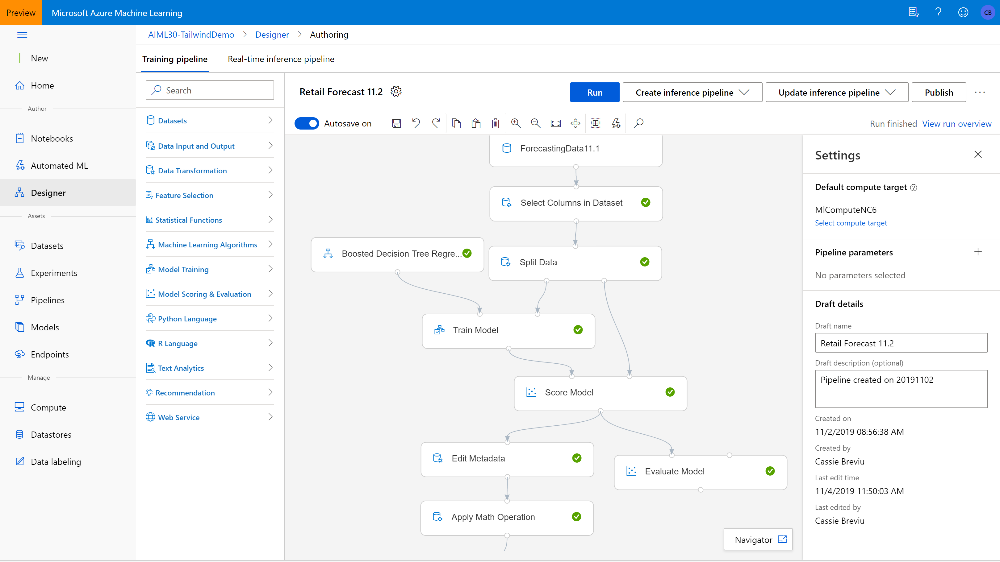 Preview
Microsoft Azure Machine Learning
CB
AIML30-TailwindDemo > Designer > Authoring
New
Home
Author
Notebooks
Automated ML
Designer
Assets
Datasets
Experiments
Pipelines
Models
Endpoints
Manage
Compute
Datastores
Data labeling
Training pipeline
Real-time inference pipeline
Search
Datasets
Data Input and Output
Data Transformation
Feature Selection
Statistical Functions
Machine Learning Algorithms
Model Training
Model Scoring & Evaluation
Python Language
R Language
Text Analytics
Recommendation
Web Service
Retail Forecast 11.2
Run
Create inference pipeline
Update inference pipeline
Publish
...
Autosave on
Run finished
View run overview
ForecastingData11.1
Select Columns in Dataset
Boosted Decision Tree Regre...
Split Data
Train Model
Score Model
Edit Metadata
Evaluate Model
Apply Math Operation
Navigator
Settings
Default compute target
MlComputeNC6
Select compute target
Pipeline parameters
No parameters selected
Draft details
Draft name
Retail Forecast 11.2
Draft description (optional)
Pipeline created on 20191102
Created on
11/2/2019 08:56:38 AM
Created by
Cassie Breviu
Last edit time
11/4/2019 11:50:03 AM
Last edited by
Cassie Breviu